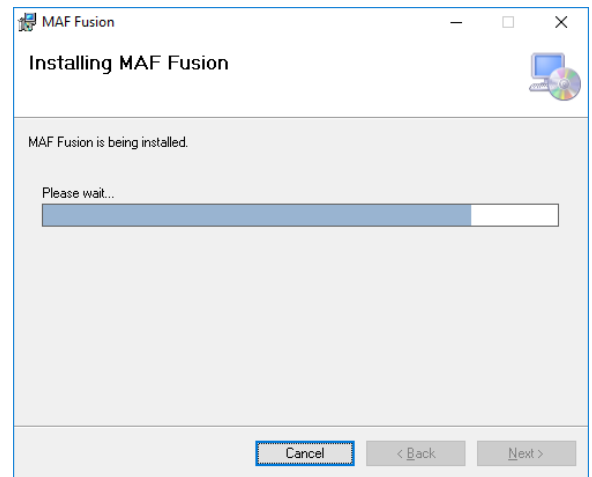 MAF Fusion
Installing MAF Fusion
MAF Fusion is being installed.
Please wait...
Cancel
< Back
Next >